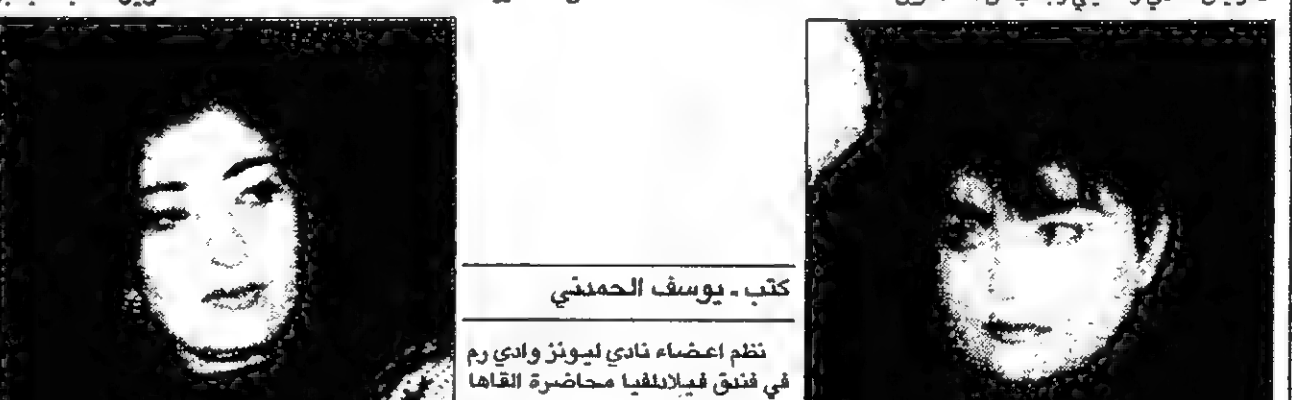 كتب ـ يوسف الحمدني
نظم اعضاء نادي ليونز وادي رم
في فندق فيلادلفيا محاضرة القاها